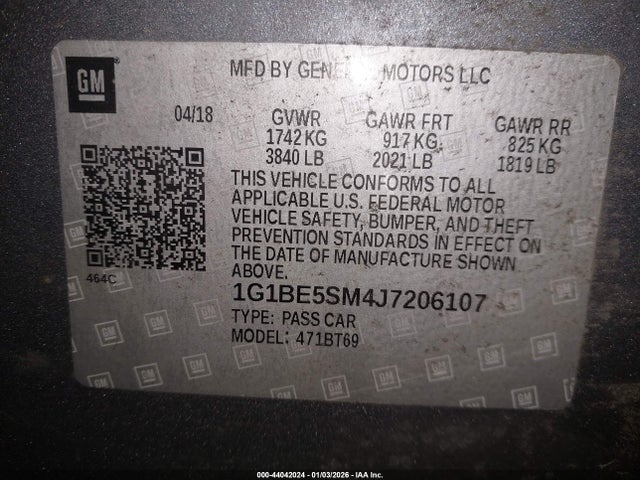 GM
MFD BY GENERAL MOTORS LLC
04/18
GVWR
1742 KG
3840 LB
GAWR FRT
917 KG
2021 LB
GAWR RR
825 KG
1819 LB
THIS VEHICLE CONFORMS TO ALL
APPLICABLE U.S. FEDERAL MOTOR
VEHICLE SAFETY, BUMPER, AND THEFT
PREVENTION STANDARDS IN EFFECT ON
THE DATE OF MANUFACTURE SHOWN
ABOVE.
464C
1G1BE5SM4J7206107
TYPE: PASS CAR
MODEL: 471BT69
000-44042024 - 01/03/2026 - IAA Inc.